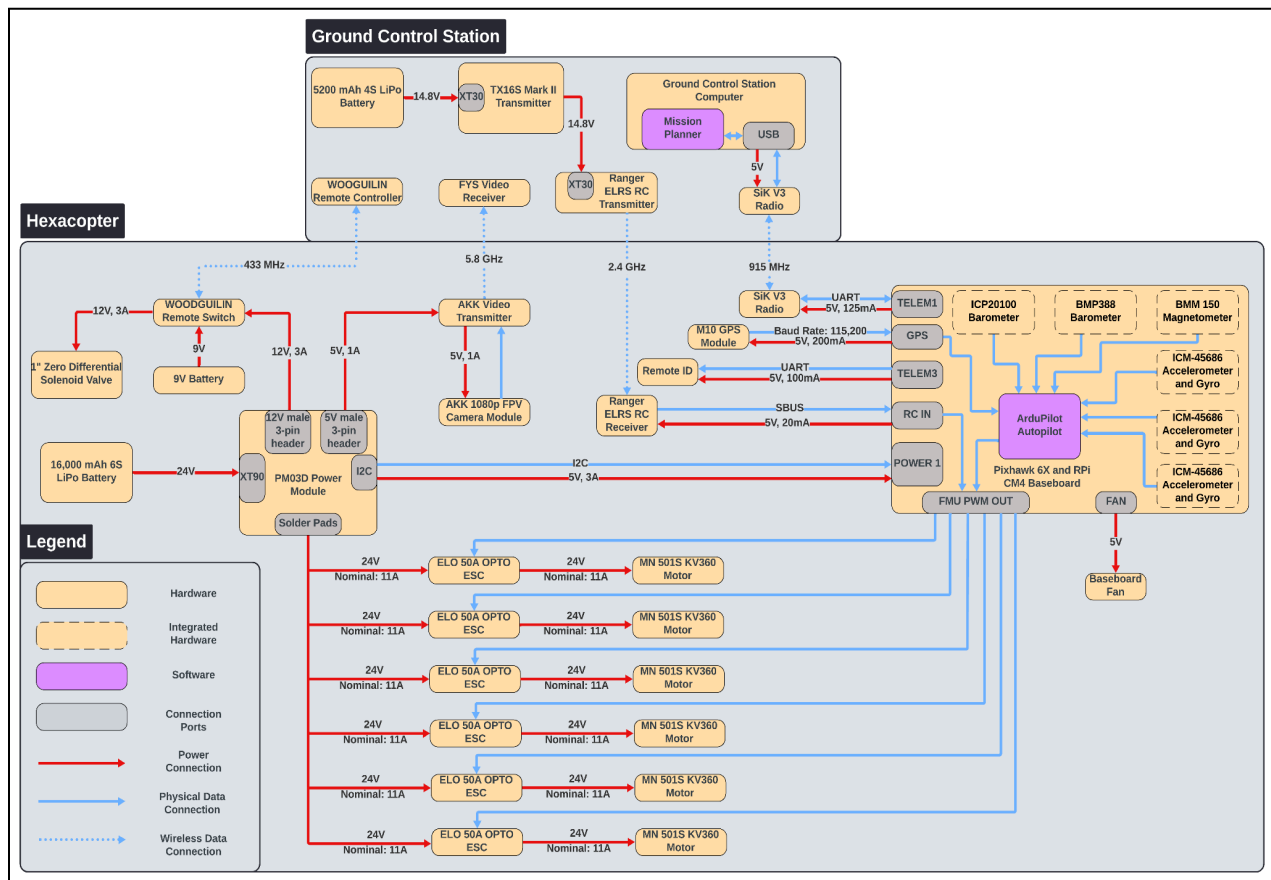 Ground Control Station
5200 mAh 4S LiPo
Battery
14.8V
XT30
TX16S Mark II
Transmitter
14.8V
Ground Control Station
Computer
Mission
Planner
USB
5V
WOOGUILIN
Remote Controller
FYS Video
Receiver
XT30
Ranger
ELRS RC
Transmitter
SiK V3
Radio
Hexacopter
433 MHz
5.8 GHz
2.4 GHz
915 MHz
12V, 3A
WOODGUILIN
Remote Switch
AKK Video
Transmitter
SiK V3
Radio
UART
5V, 125mA
TELEM1
ICP20100
Barometer
BMP388
Barometer
BMM 150
Magnetometer
M10 GPS
Module
Baud Rate: 115,200
5V, 200mA
GPS
9V
12V, 3A
5V, 1A
5V, 1A
1" Zero Differential
Solenoid Valve
9V Battery
Remote ID
UART
5V, 100mA
TELEM3
ICM-45686
Accelerometer
and Gyro
AKK 1080p FPV
Camera Module
Ranger
ELRS RC
Receiver
SBUS
5V, 20mA
RC IN
ArduPilot
Autopilot
ICM-45686
Accelerometer
and Gyro
12V male
3-pin
header
5V male
3-pin
header
16,000 mAh 6S
LiPo Battery
24V
XT90
PM03D Power
Module
I2C
I2C
5V, 3A
POWER 1
Pixhawk 6X and RPi
CM4 Baseboard
ICM-45686
Accelerometer
and Gyro
Solder Pads
FMU PWM OUT
FAN
5V
Baseboard
Fan
24V
Nominal: 11A
ELO 50A OPTO
ESC
24V
Nominal: 11A
MN 501S KV360
Motor
24V
Nominal: 11A
ELO 50A OPTO
ESC
24V
Nominal: 11A
MN 501S KV360
Motor
24V
Nominal: 11A
ELO 50A OPTO
ESC
24V
Nominal: 11A
MN 501S KV360
Motor
24V
Nominal: 11A
ELO 50A OPTO
ESC
24V
Nominal: 11A
MN 501S KV360
Motor
24V
Nominal: 11A
ELO 50A OPTO
ESC
24V
Nominal: 11A
MN 501S KV360
Motor
24V
Nominal: 11A
ELO 50A OPTO
ESC
24V
Nominal: 11A
MN 501S KV360
Motor
Legend
Hardware
Integrated
Hardware
Software
Connection
Ports
Power
Connection
Physical Data
Connection
Wireless Data
Connection